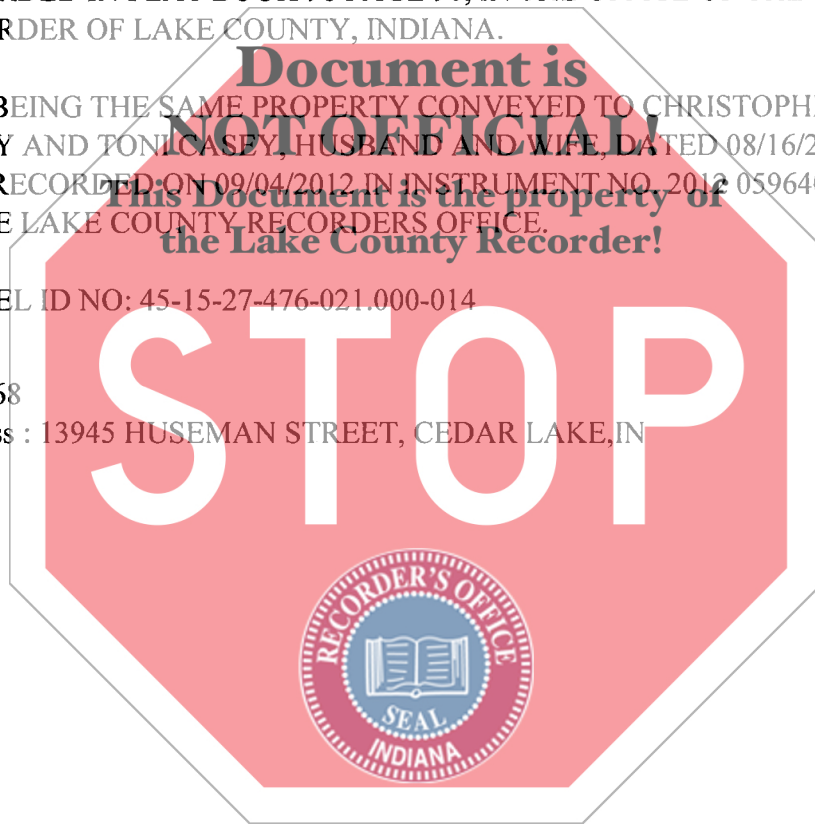 RDER OF LAKE COUNTY, INDIANA.
Document is
BEING THE SAME PROPERTY CONVEYED TO CHRISTOPH
NOT OFFICIAL!
Y AND TONI CASEY, HUSBAND AND WIFE, DATED 08/16/2
RECORDED ON 09/04/2012 IN INSTRUMENT NO. 2012 05964
This Document is the property of
E LAKE COUNTY RECORDERS OFFICE.
the Lake County Recorder!
EL ID NO: 45-15-27-476-021.000-014
STOP
68
ss : 13945 HUSEMAN STREET, CEDAR LAKE,IN
RECORDER'S OFFICE
SEAL
INDIANA